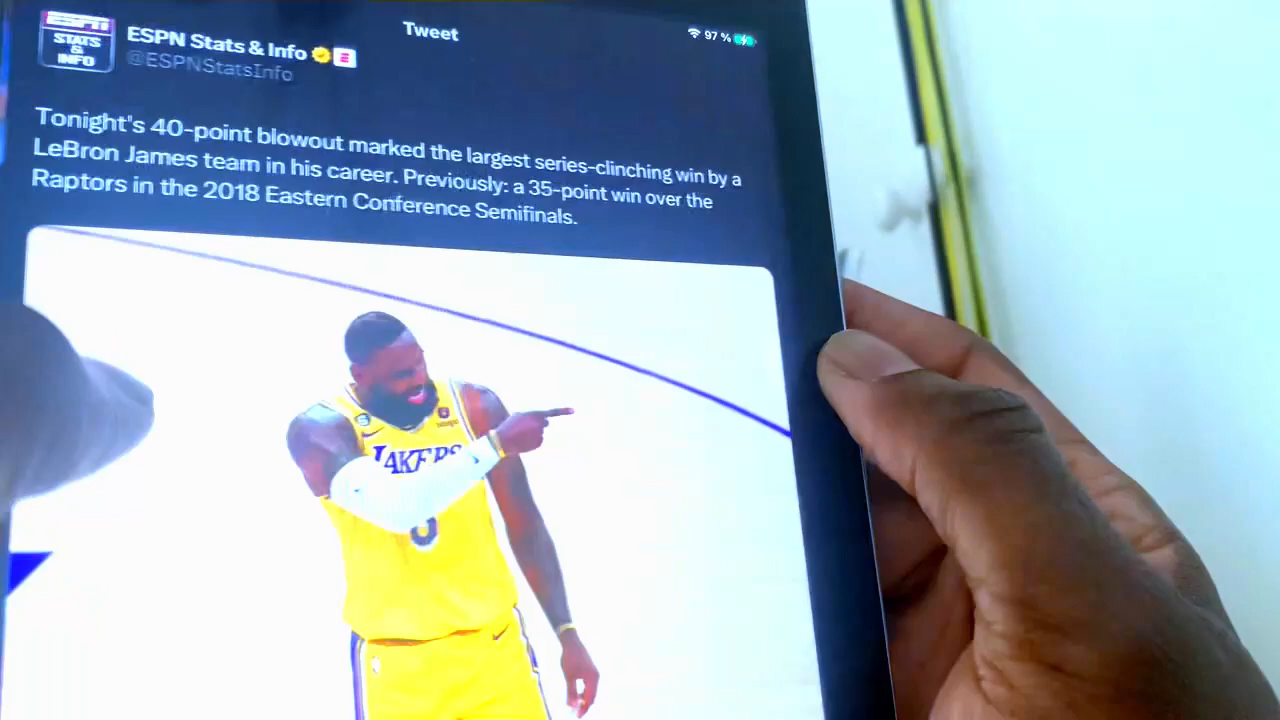 Tweet
97 %
ESPN
STATS
&
INFO
ESPN Stats & Info
@ESPNStatsInfo
Tonight's 40-point blowout marked the largest series-clinching win by a
LeBron James team in his career. Previously: a 35-point win over the
Raptors in the 2018 Eastern Conference Semifinals.
LAKERS